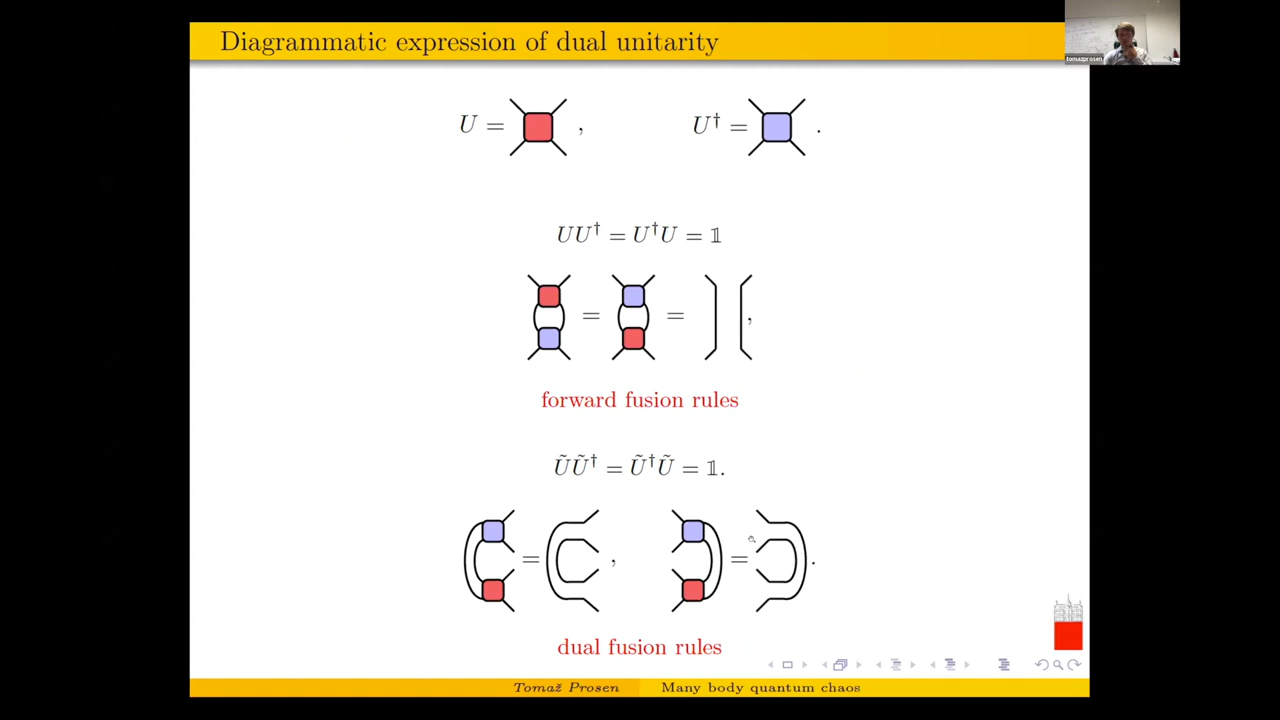 Diagrammatic expression of dual unitarity
tomažprosen
U = , U† = .
UU† = U†U = 𝟙
= = ,
forward fusion rules
ŨŨ† = Ũ†Ũ = 𝟙.
= , = .
dual fusion rules
Tomaž Prosen Many body quantum chaos